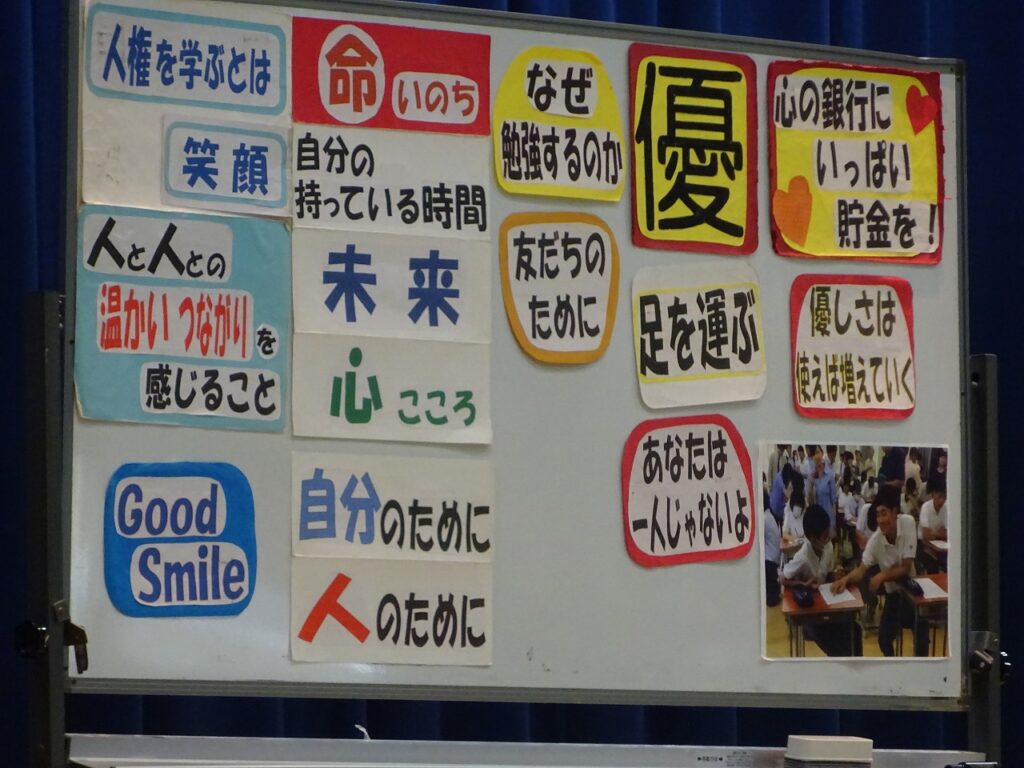 人権を学ぶとは
笑顔
人と人との
温かいつながりを
感じること
Good
Smile
命 いのち
自分の
持っている時間
未来
心 こころ
自分のために
人のために
なぜ
勉強するのか
友だちの
ために
優
足を運ぶ
あなたは
一人じゃないよ
心の銀行に
いっぱい
貯金を!
優しさは
使えば増えていく